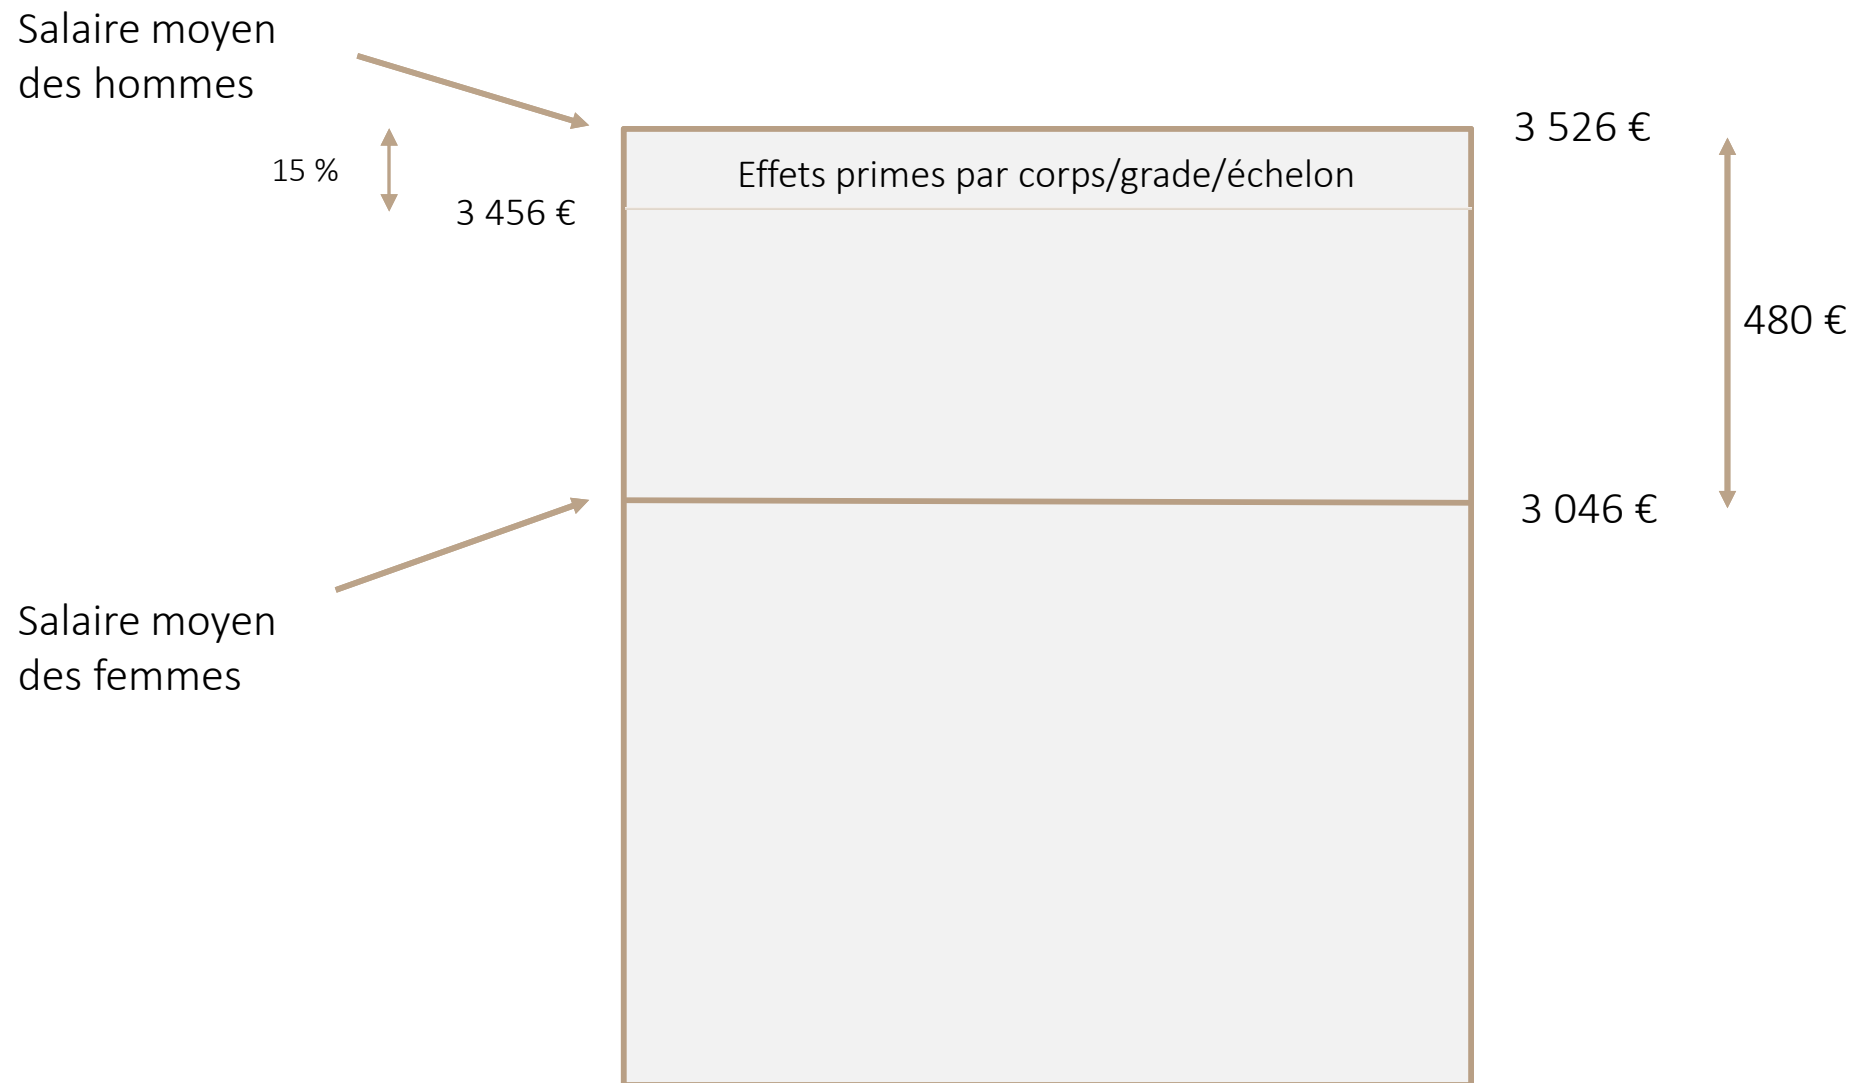 Salaire moyen
des hommes
3 526 €
15 %
Effets primes par corps/grade/échelon
3 456 €
480 €
3 046 €
Salaire moyen
des femmes